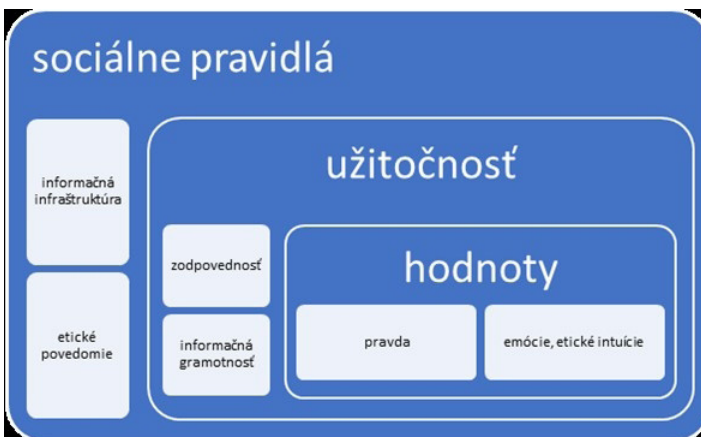 sociálne pravidlá
informačná
infraštruktúra
etické
povedomie
užitočnosť
zodpovednosť
informačná
gramotnosť
hodnoty
pravda
emócie, etické intuície